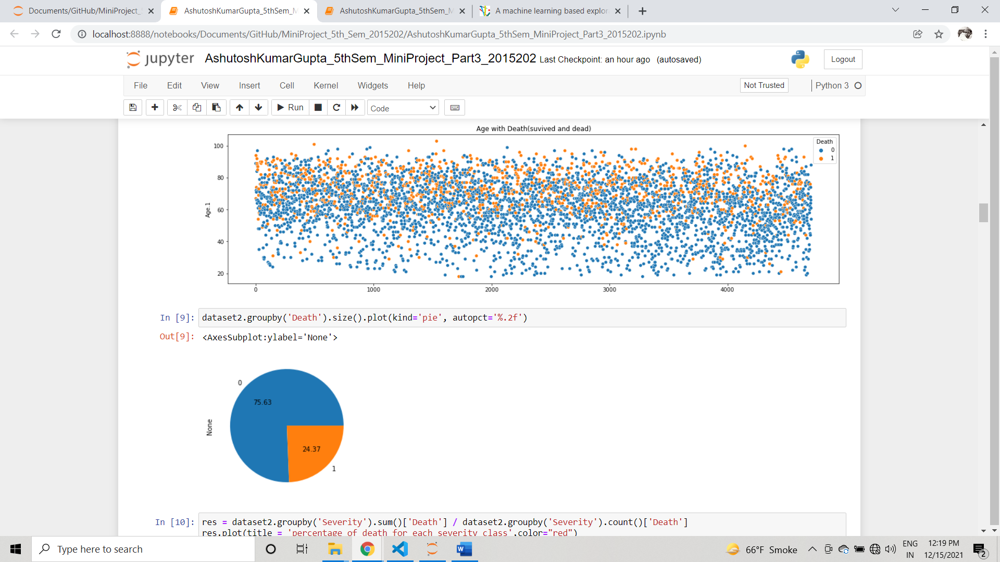 Documents/GitHub/MiniProject_
AshutoshKumarGupta_5thSem_M
AshutoshKumarGupta_5thSem_M
A machine learning based explor
localhost:8888/notebooks/Documents/GitHub/MiniProject_5th_Sem_2015202/AshutoshKumarGupta_5thSem_MiniProject_Part3_2015202.ipynb
jupyter AshutoshKumarGupta_5thSem_MiniProject_Part3_2015202 Last Checkpoint: an hour ago (autosaved)
Logout
File Edit View Insert Cell Kernel Widgets Help
Not Trusted
Python 3
Run
Code
Age with Death(suvived and dead)
Death
0
1
Age.1
100
80
60
40
20
0 1000 2000 3000 4000
In [9]: dataset2.groupby('Death').size().plot(kind='pie', autopct='%.2f')
Out[9]: <AxesSubplot:ylabel='None'>
0
75.63
None
24.37
1
In [10]: res = dataset2.groupby('Severity').sum()['Death'] / dataset2.groupby('Severity').count()['Death']
res.plot(title = 'percentage of death for each severity class',color="red")
Type here to search
66°F Smoke
ENG
IN
12:19 PM
12/15/2021
2